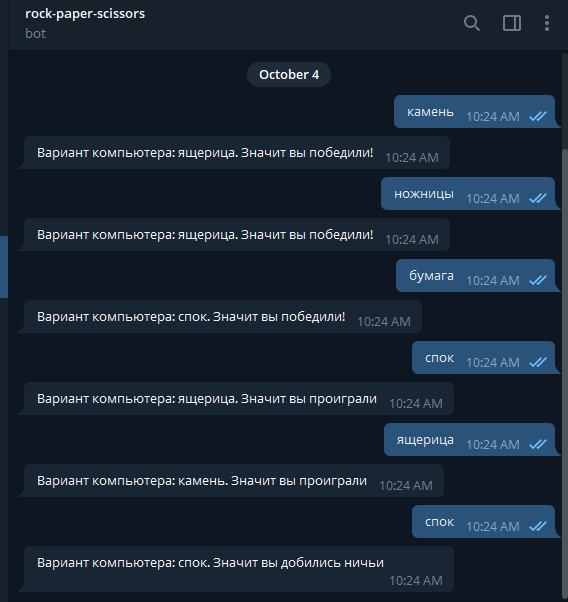 rock-paper-scissors
bot
October 4
камень 10:24 AM
Вариант компьютера: ящерица. Значит вы победили! 10:24 AM
ножницы 10:24 AM
Вариант компьютера: ящерица. Значит вы победили! 10:24 AM
бумага 10:24 AM
Вариант компьютера: спок. Значит вы победили! 10:24 AM
спок 10:24 AM
Вариант компьютера: ящерица. Значит вы проиграли 10:24 AM
ящерица 10:24 AM
Вариант компьютера: камень. Значит вы проиграли 10:24 AM
спок 10:24 AM
Вариант компьютера: спок. Значит вы добились ничьи
10:24 AM